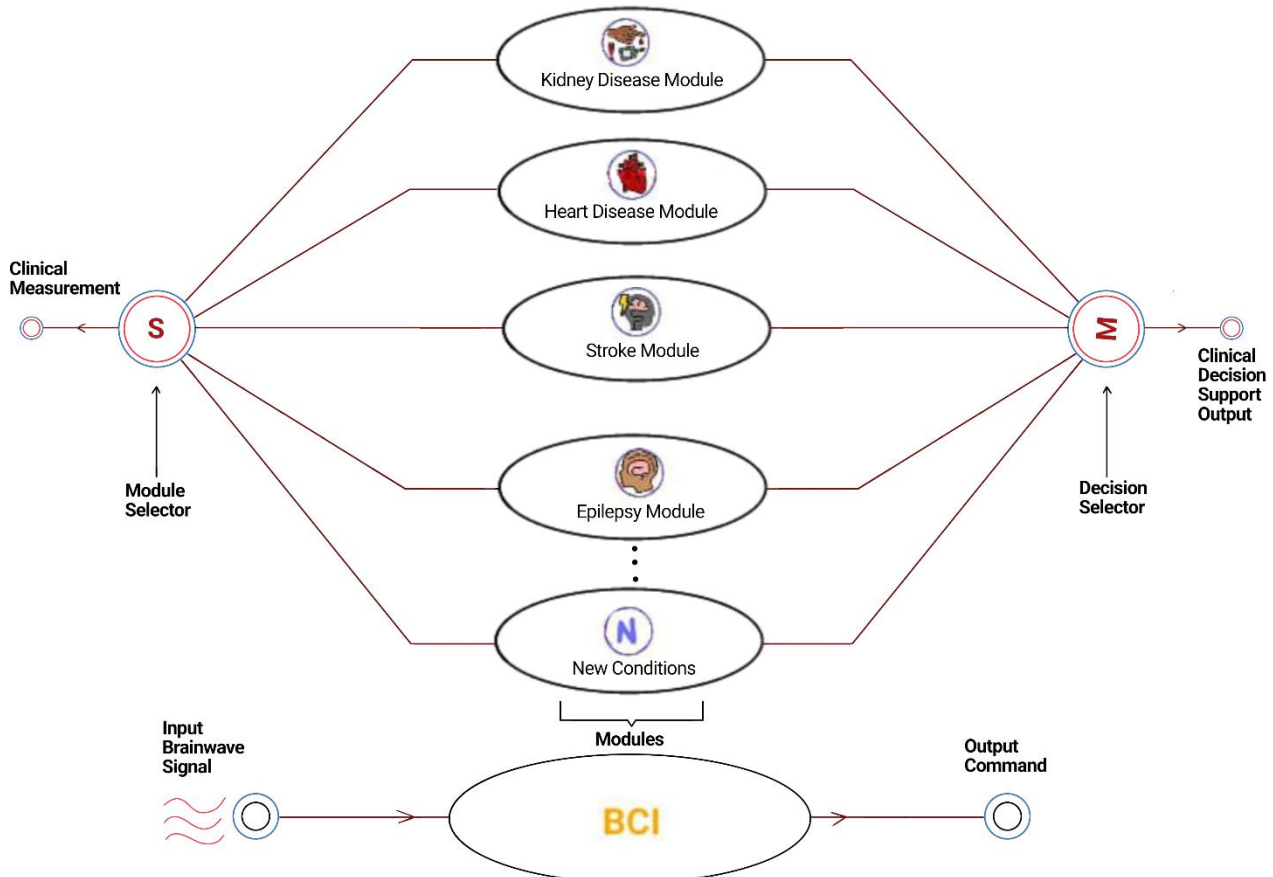 Kidney Disease Module
Heart Disease Module
Clinical
Measurement
S
Stroke Module
M
Clinical
Decision
Support
Output
Module
Selector
Epilepsy Module
Decision
Selector
N
New Conditions
Modules
Input
Brainwave
Signal
Output
Command
BCI